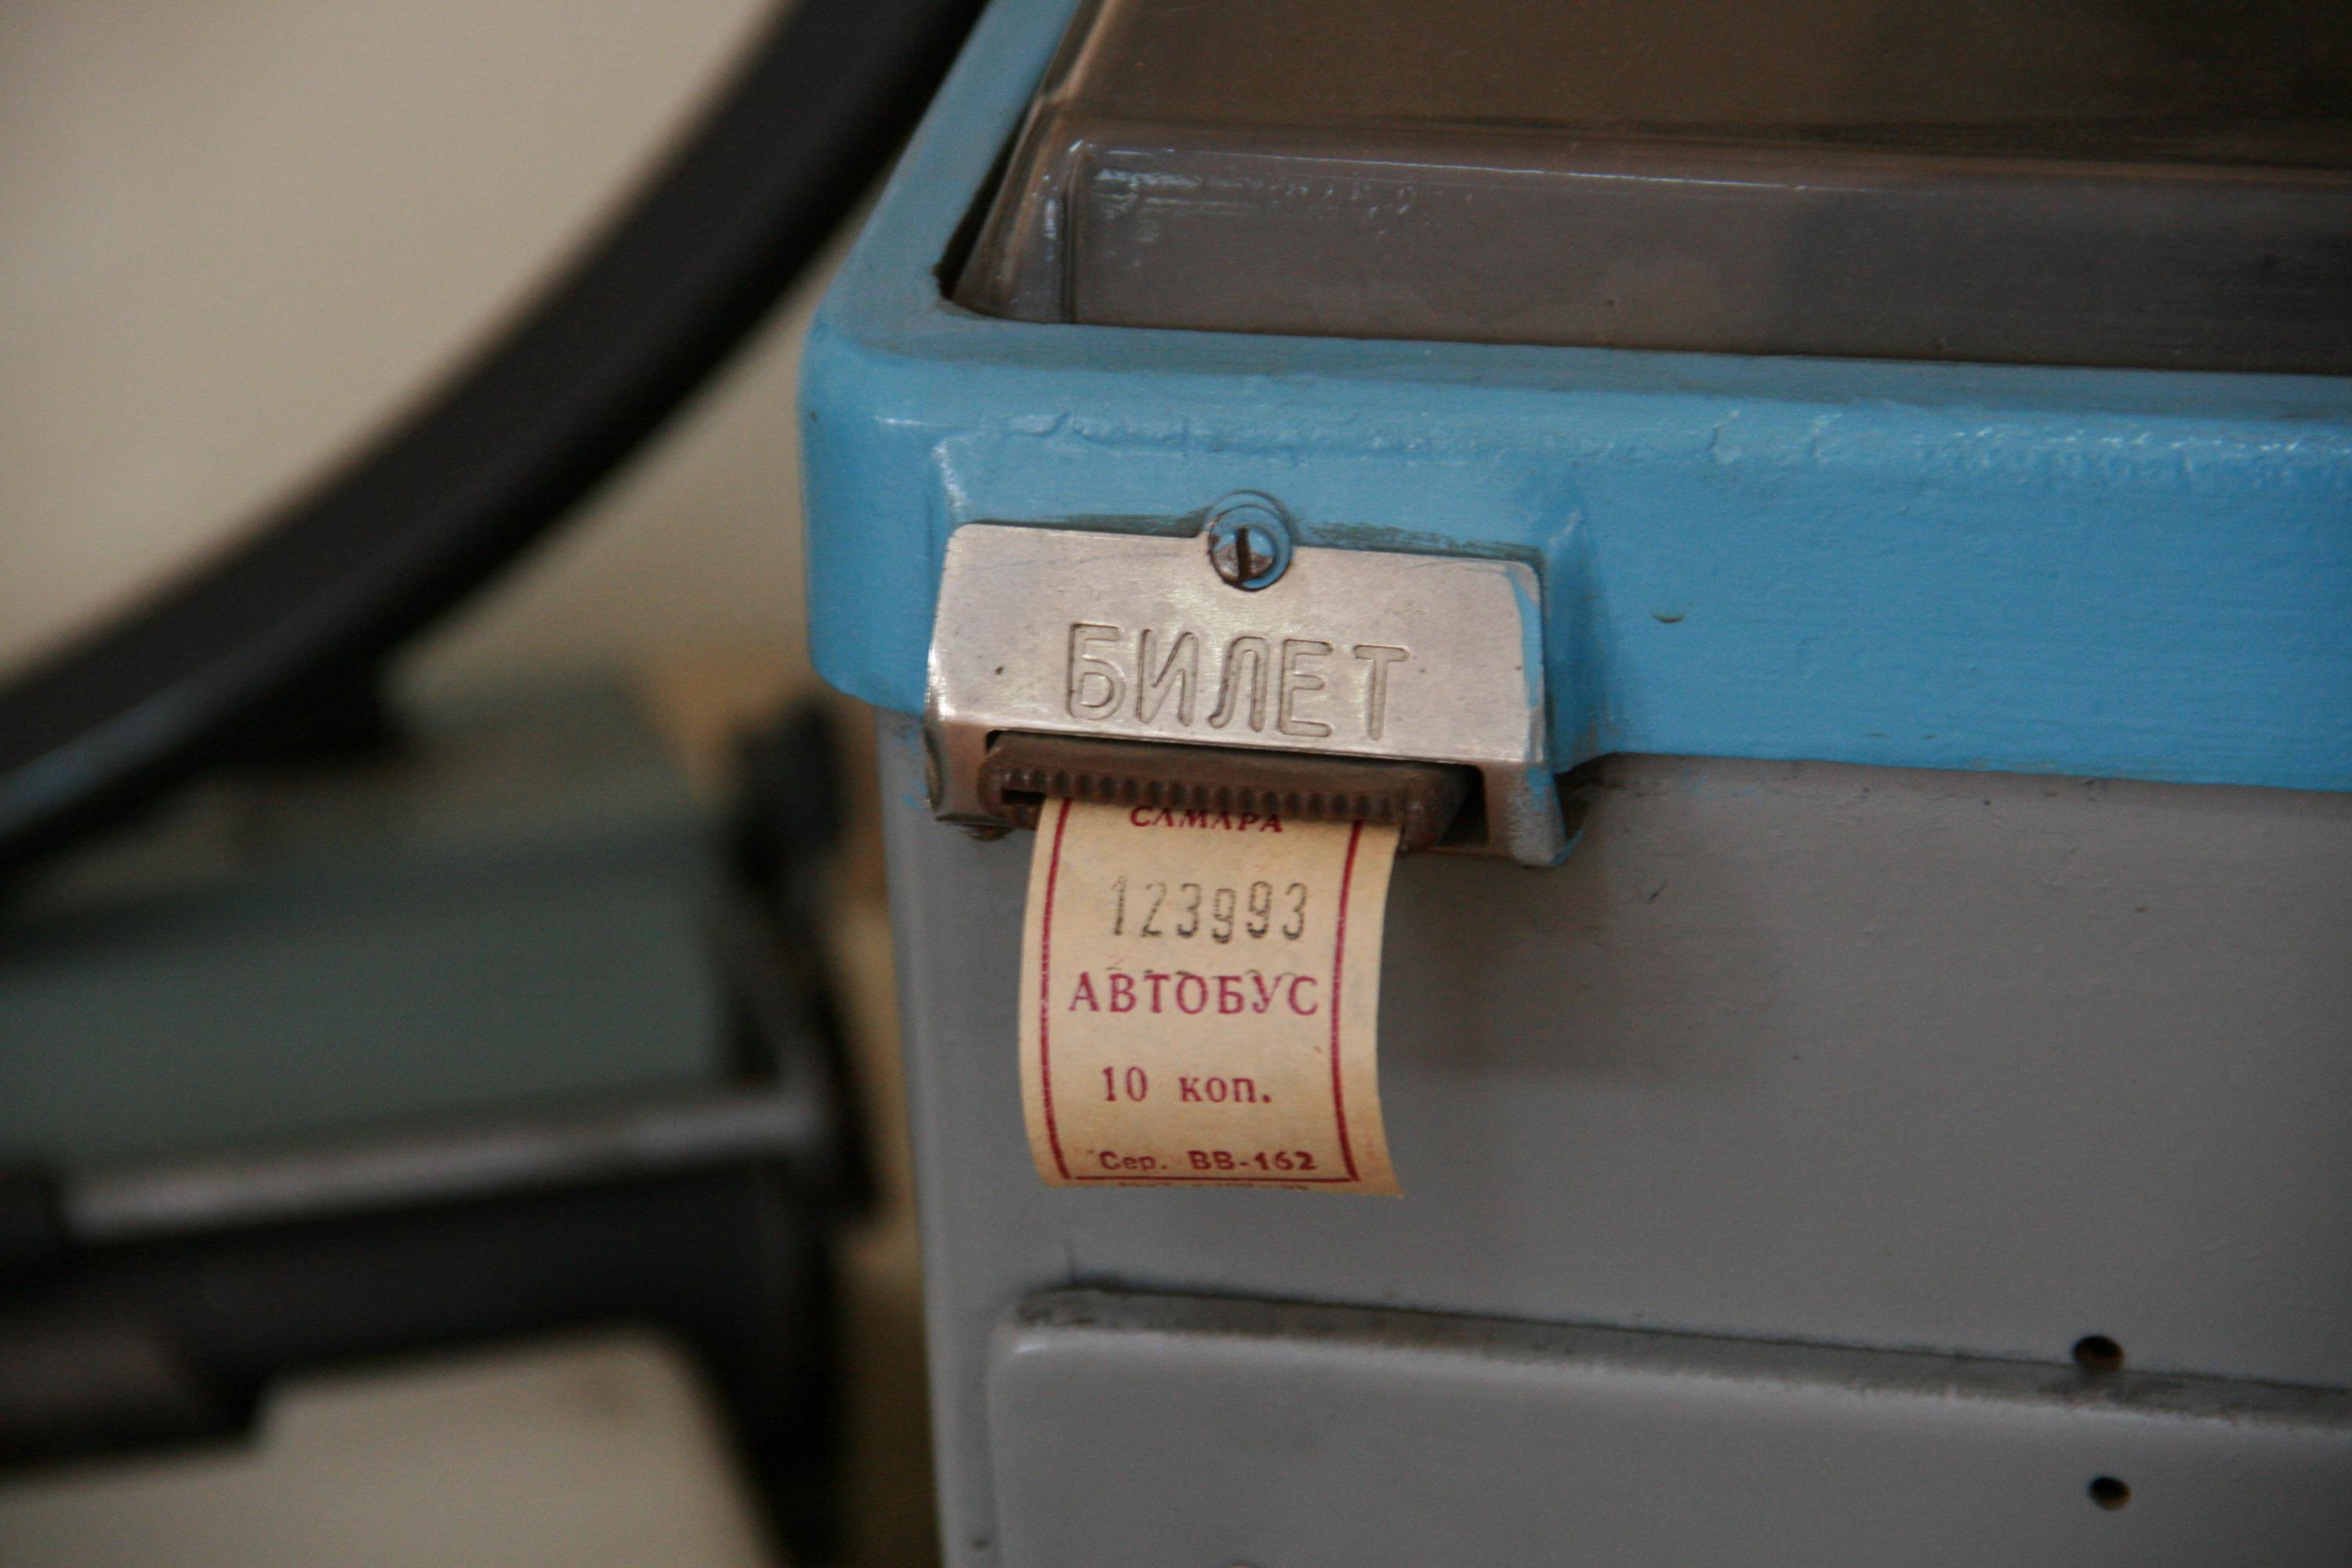 БИЛЕТ
САМАРА
123993
АВТОБУС
10 коп.
Сер. ВВ-162